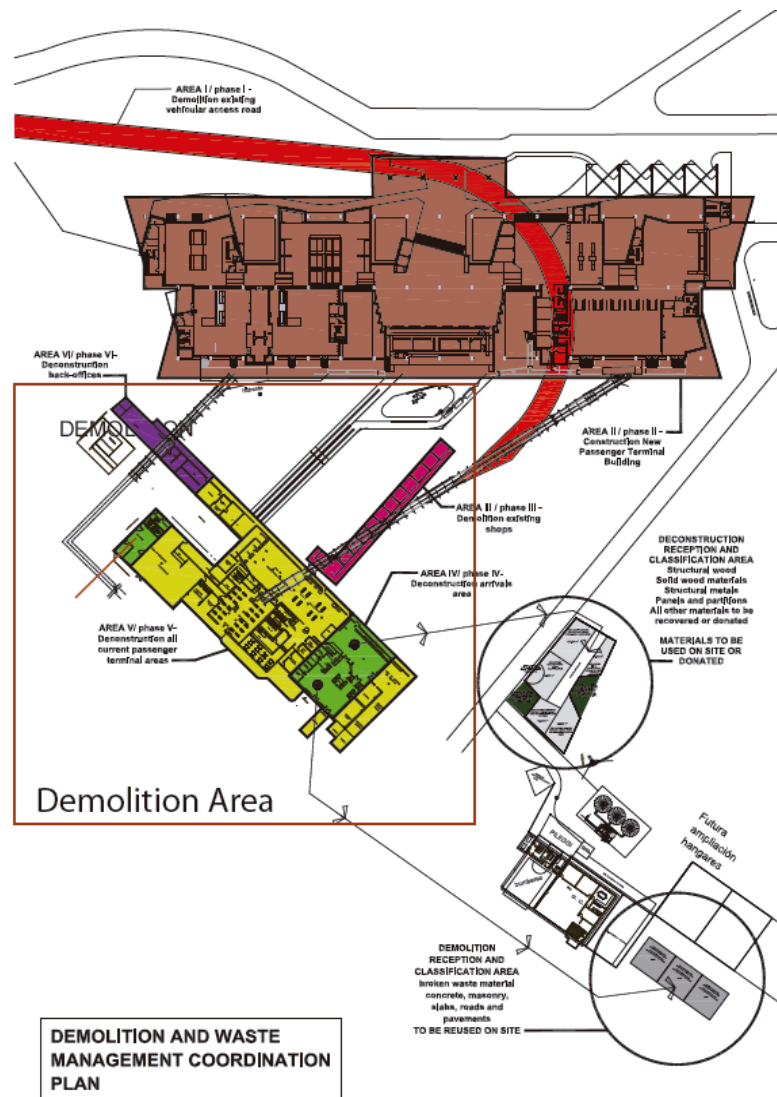 AREA I / phase I -
Demolition existing
vehicular access road
AREA VI/ phase VI-
Deconstruction
back-offices
DEMOLITION
AREA II / phase II -
Construction New
Passenger Terminal
Building
AREA III / phase III -
Demolition existing
shops
DECONSTRUCTION
RECEPTION AND
CLASSIFICATION AREA
Structural wood
Solid wood materials
Structural metals
Panels and partitions
All other materials to be
recovered or donated
MATERIALS TO BE
USED ON SITE OR
DONATED
AREA IV/ phase IV-
Deconstruction arrivals
area
AREA V/ phase V-
Deconstruction all
current passenger
terminal areas
Demolition Area
Futura
ampliación
hangares
PILEGGI
bomberos
DEMOLITION
RECEPTION AND
CLASSIFICATION AREA
broken waste material
concrete, masonry,
slabs, roads and
pavements
TO BE REUSED ON SITE
DEMOLITION AND WASTE
MANAGEMENT COORDINATION
PLAN